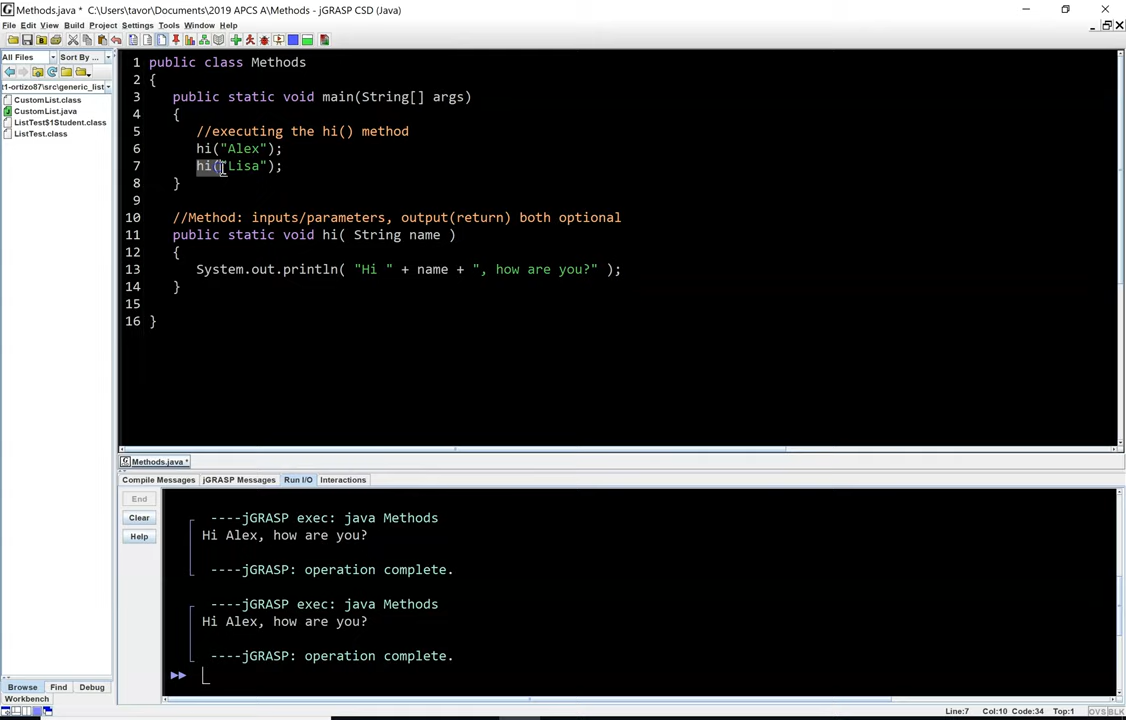 Methods.java * C:\Users\tavor\Documents\2019 APCS A\Methods - jGRASP CSD (Java)
File Edit View Build Project Settings Tools Window Help
All Files Sort By ...
t1-ortizo87\src\generic_list
CustomList.class
CustomList.java
ListTest$1Student.class
ListTest.class
1 public class Methods
2 {
3 public static void main(String[] args)
4 {
5 //executing the hi() method
6 hi("Alex");
7 hi("Lisa");
8 }
9
10 //Method: inputs/parameters, output(return) both optional
11 public static void hi( String name )
12 {
13 System.out.println( "Hi " + name + ", how are you?" );
14 }
15
16 }
Methods.java *
Compile Messages jGRASP Messages Run I/O Interactions
End
Clear
Help
----jGRASP exec: java Methods
Hi Alex, how are you?
----jGRASP: operation complete.
----jGRASP exec: java Methods
Hi Alex, how are you?
----jGRASP: operation complete.
Browse Find Debug
Workbench
Line:7 Col:10 Code:34 Top:1 OVS BLK